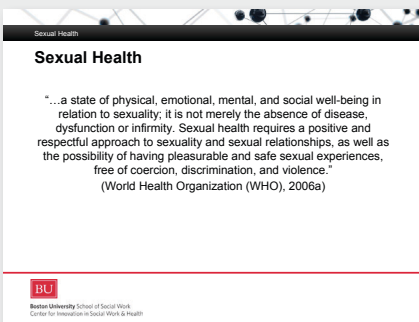 Sexual Health
Sexual Health
“…a state of physical, emotional, mental, and social well-being in
relation to sexuality; it is not merely the absence of disease,
dysfunction or infirmity. Sexual health requires a positive and
respectful approach to sexuality and sexual relationships, as well as
the possibility of having pleasurable and safe sexual experiences,
free of coercion, discrimination, and violence.”
(World Health Organization (WHO), 2006a)
BU
Boston University School of Social Work
Center for Innovation in Social Work & Health